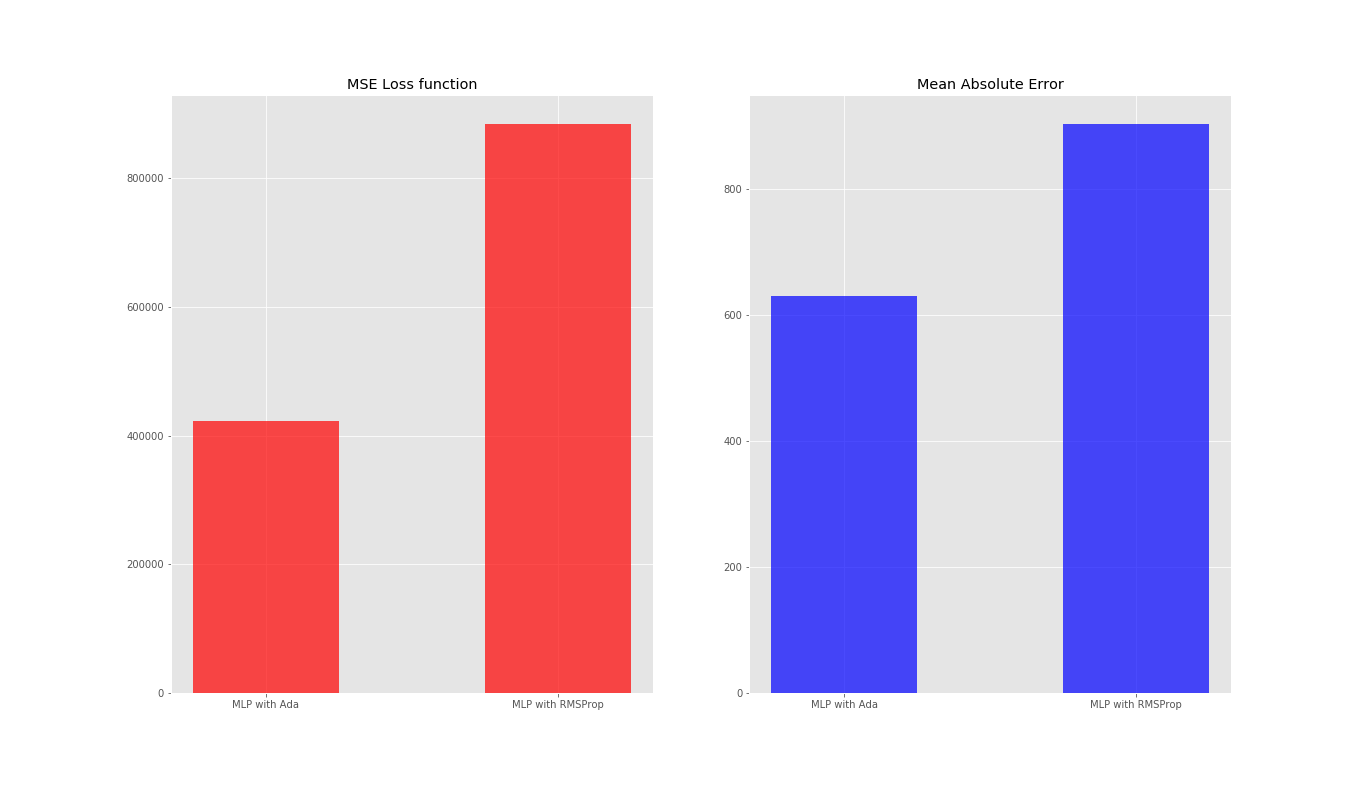 MSE Loss function
800000
600000
400000
200000
0
MLP with Ada
MLP with RMSProp
Mean Absolute Error
800
600
400
200
0
MLP with Ada
MLP with RMSProp